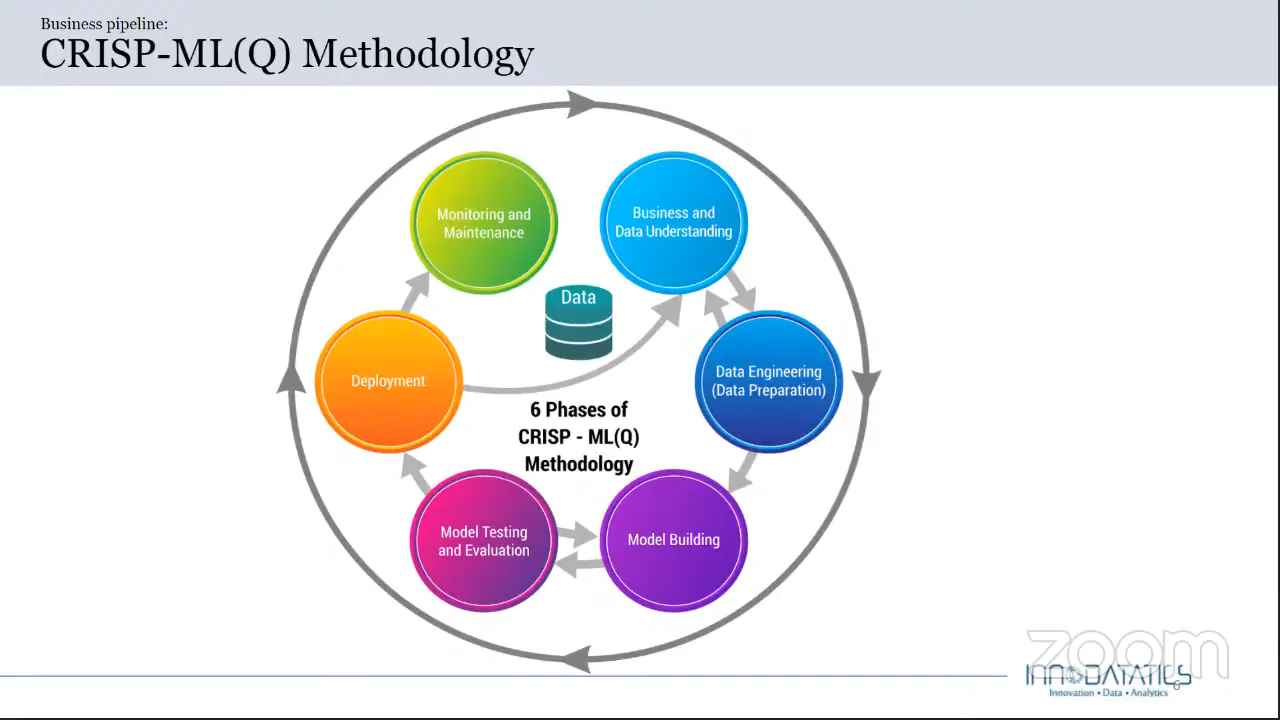 Business pipeline:
CRISP-ML(Q) Methodology
Monitoring and
Maintenance
Business and
Data Understanding
Data
Deployment
Data Engineering
(Data Preparation)
6 Phases of
CRISP - ML(Q)
Methodology
Model Testing
and Evaluation
Model Building
zoom
INNODATATICS
Innovation • Data • Analytics
6